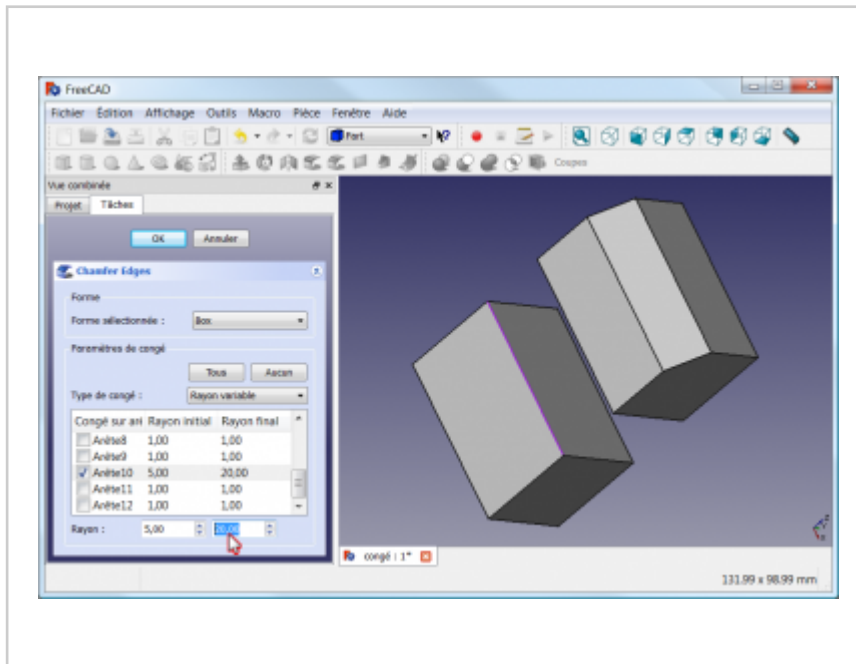 FreeCAD
Fichier Édition Affichage Outils Macro Pièce Fenêtre Aide
Part
Coupes
Vue combinée
Projet Tâches
OK Annuler
Chamfer Edges
Forme
Forme sélectionnée : Box
Paramètres de congé
Tous Aucun
Type de congé : Rayon variable
Congé sur arê Rayon initial Rayon final
Arête8 1,00 1,00
Arête9 1,00 1,00
Arête10 5,00 20,00
Arête11 1,00 1,00
Arête12 1,00 1,00
Rayon : 5,00 20,00
congé : 1*
131.99 x 98.99 mm